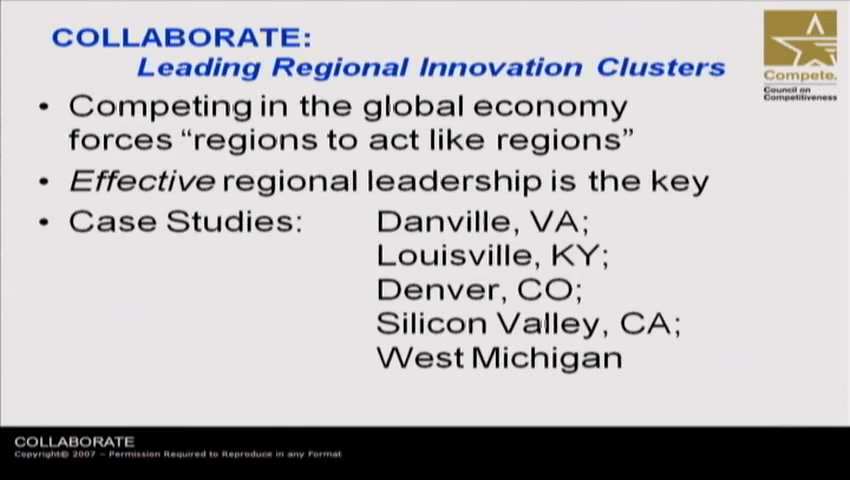 COLLABORATE:
Leading Regional Innovation Clusters
Compete.
Council on
Competitiveness
• Competing in the global economy
forces “regions to act like regions”
• Effective regional leadership is the key
• Case Studies: Danville, VA;
Louisville, KY;
Denver, CO;
Silicon Valley, CA;
West Michigan
COLLABORATE
Copyright© 2007 – Permission Required to Reproduce in any Format